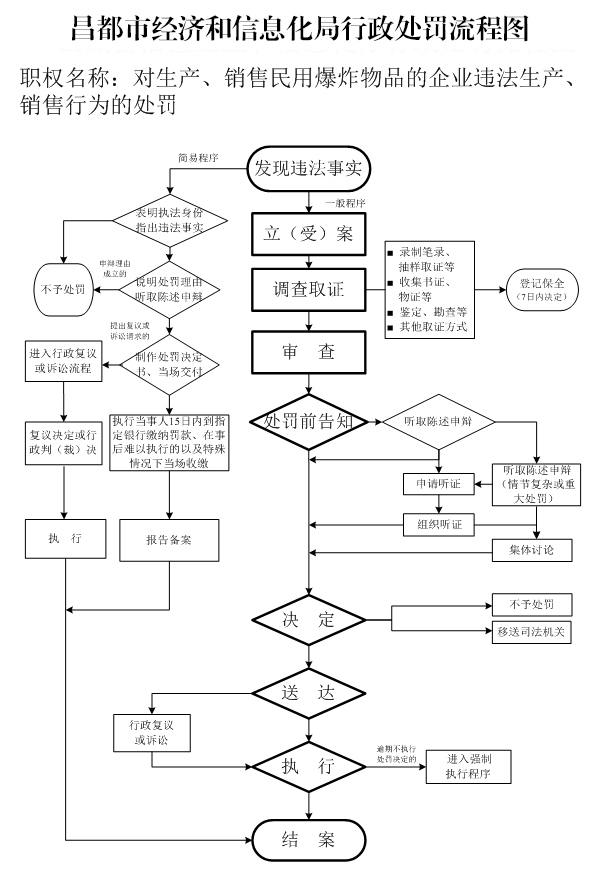 昌都市经济和信息化局行政处罚流程图
职权名称：对生产、销售民用爆炸物品的企业违法生产、
销售行为的处罚
简易程序
发现违法事实
一般程序
表明执法身份
指出违法事实
立（受）案
申辩理由
成立的
不予处罚
说明处罚理由
听取陈述申辩
调查取证
■ 录制笔录、
抽样取证等
■ 收集书证、
物证等
■ 鉴定、勘查等
■ 其他取证方式
登记保全
（7日内决定）
提出复议或
诉讼请求的
进入行政复议
或诉讼流程
制作处罚决定
书、当场交付
审 查
复议决定或行
政判（裁）决
执行当事人15日内到指
定银行缴纳罚款、在事
后难以执行的以及特殊
情况下当场收缴
处罚前告知
听取陈述申辩
申请听证
听取陈述申辩
（情节复杂或重
大处罚）
组织听证
执 行
报告备案
集体讨论
决 定
不予处罚
移送司法机关
送 达
行政复议
或诉讼
执 行
逾期不执行
处罚决定的
进入强制
执行程序
结 案